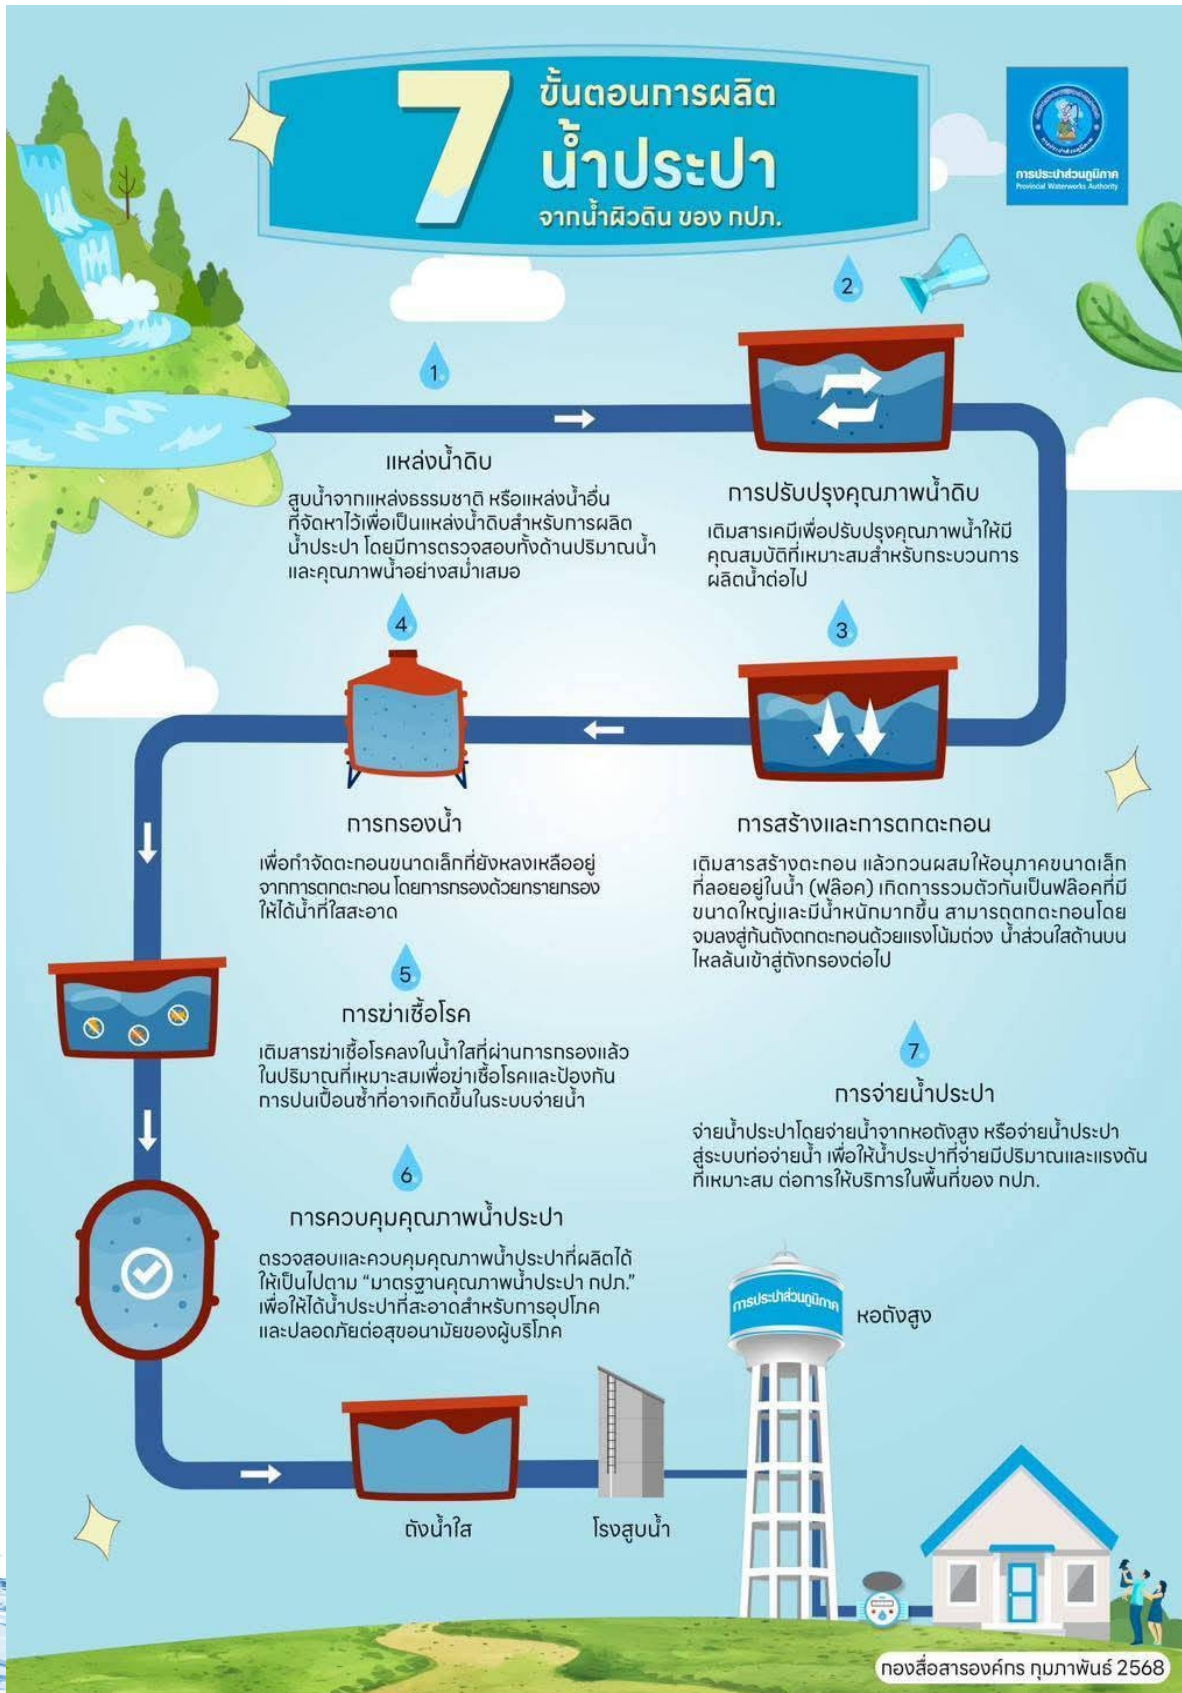 7
ขั้นตอนการผลิต
น้ำประปา
จากน้ำผิวดิน ของ กปภ.
การประปาส่วนภูมิภาค
Provincial Waterworks Authority
1.
แหล่งน้ำดิบ
สูบน้ำจากแหล่งธรรมชาติ หรือแหล่งน้ำอื่น
ที่จัดหาไว้เพื่อเป็นแหล่งน้ำดิบสำหรับการผลิต
น้ำประปา โดยมีการตรวจสอบทั้งด้านปริมาณน้ำ
และคุณภาพน้ำอย่างสม่ำเสมอ
2.
การปรับปรุงคุณภาพน้ำดิบ
เติมสารเคมีเพื่อปรับปรุงคุณภาพน้ำให้มี
คุณสมบัติที่เหมาะสมสำหรับกระบวนการ
ผลิตน้ำต่อไป
3.
การสร้างและการตกตะกอน
เติมสารสร้างตะกอน แล้วกวนผสมให้อนุภาคขนาดเล็ก
ที่ลอยอยู่ในน้ำ (ฟล๊อค) เกิดการรวมตัวกันเป็นฟล๊อคที่มี
ขนาดใหญ่และมีน้ำหนักมากขึ้น สามารถตกตะกอนโดย
จมลงสู่ก้นถังตกตะกอนด้วยแรงโน้มถ่วง น้ำส่วนใสด้านบน
ไหลล้นเข้าสู่ถังกรองต่อไป
4.
การกรองน้ำ
เพื่อกำจัดตะกอนขนาดเล็กที่ยังหลงเหลืออยู่
จากการตกตะกอน โดยการกรองด้วยทรายกรอง
ให้ได้น้ำที่ใสสะอาด
5.
การฆ่าเชื้อโรค
เติมสารฆ่าเชื้อโรคลงในน้ำใสที่ผ่านการกรองแล้ว
ในปริมาณที่เหมาะสมเพื่อฆ่าเชื้อโรคและป้องกัน
การปนเปื้อนซ้ำที่อาจเกิดขึ้นในระบบจ่ายน้ำ
6.
การควบคุมคุณภาพน้ำประปา
ตรวจสอบและควบคุมคุณภาพน้ำประปาที่ผลิตได้
ให้เป็นไปตาม “มาตรฐานคุณภาพน้ำประปา กปภ.”
เพื่อให้ได้น้ำประปาที่สะอาดสำหรับการอุปโภค
และปลอดภัยต่อสุขอนามัยของผู้บริโภค
7.
การจ่ายน้ำประปา
จ่ายน้ำประปาโดยจ่ายน้ำจากหอถังสูง หรือจ่ายน้ำประปา
สู่ระบบท่อจ่ายน้ำ เพื่อให้น้ำประปาที่จ่ายมีปริมาณและแรงดัน
ที่เหมาะสม ต่อการให้บริการในพื้นที่ของ กปภ.
การประปาส่วนภูมิภาค
หอถังสูง
ถังน้ำใส
โรงสูบน้ำ
กองสื่อสารองค์กร กุมภาพันธ์ 2568